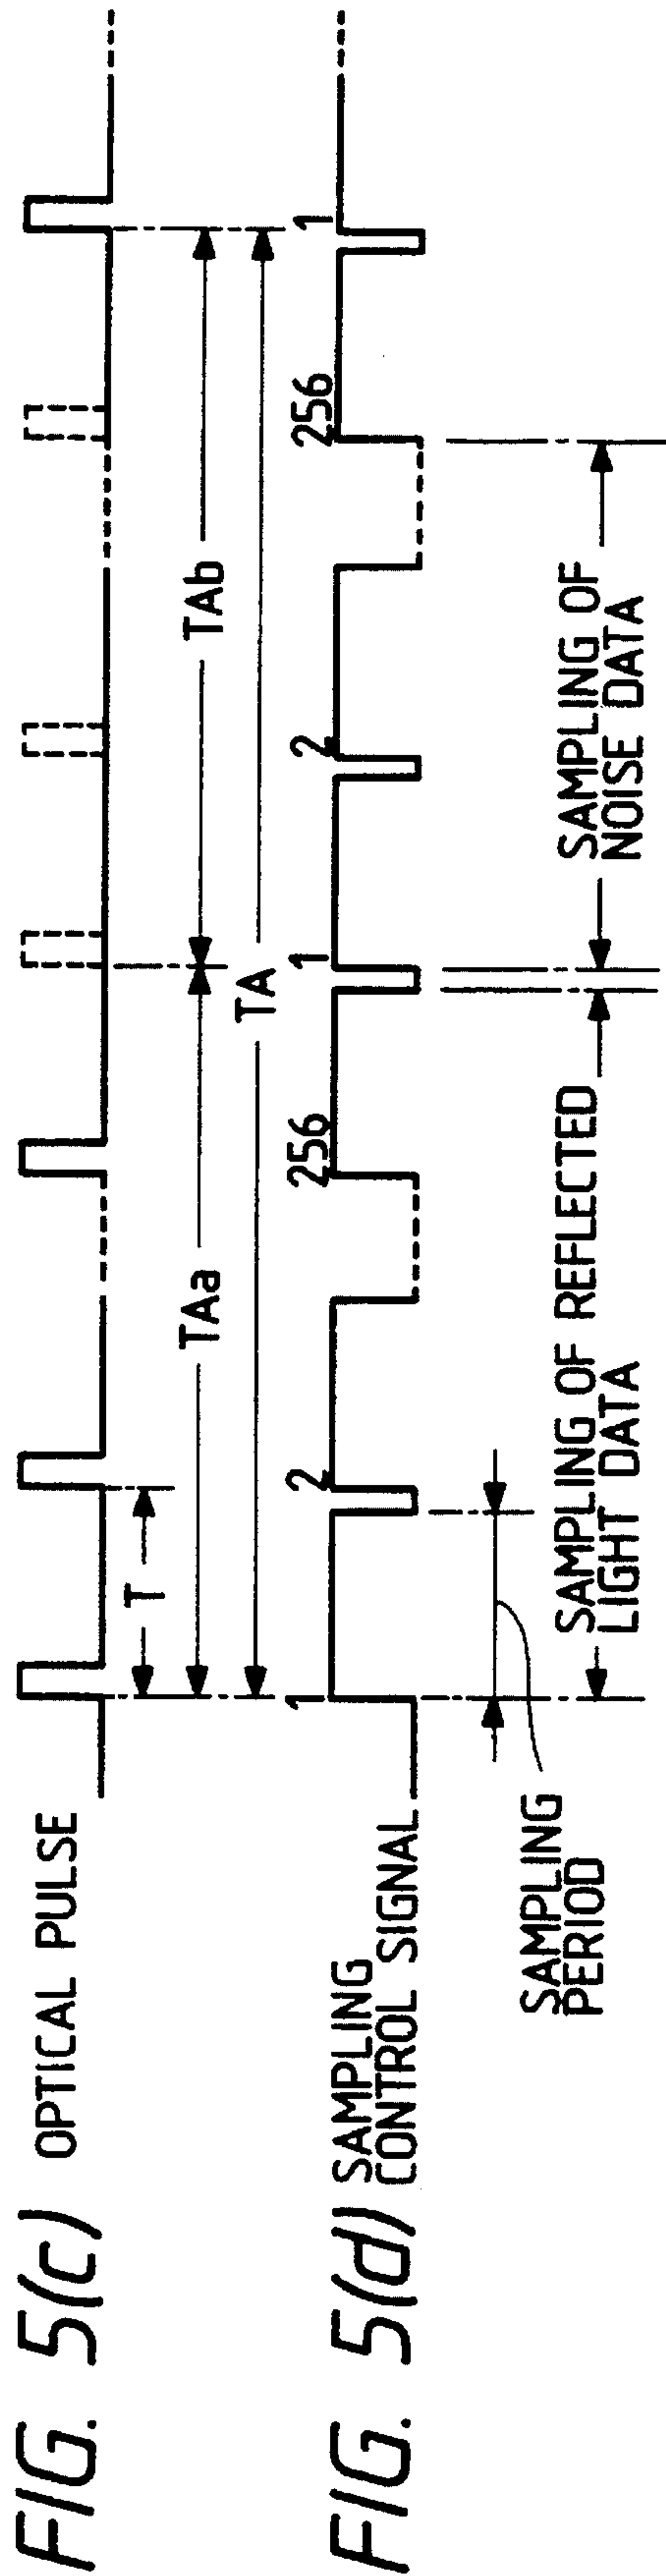 FIG. 5(c) OPTICAL PULSE
T
TAa
TAb
TA
FIG. 5(d) SAMPLING
CONTROL SIGNAL
1 2 256 1 2 256 1
SAMPLING
PERIOD
SAMPLING OF REFLECTED
LIGHT DATA
SAMPLING OF
NOISE DATA